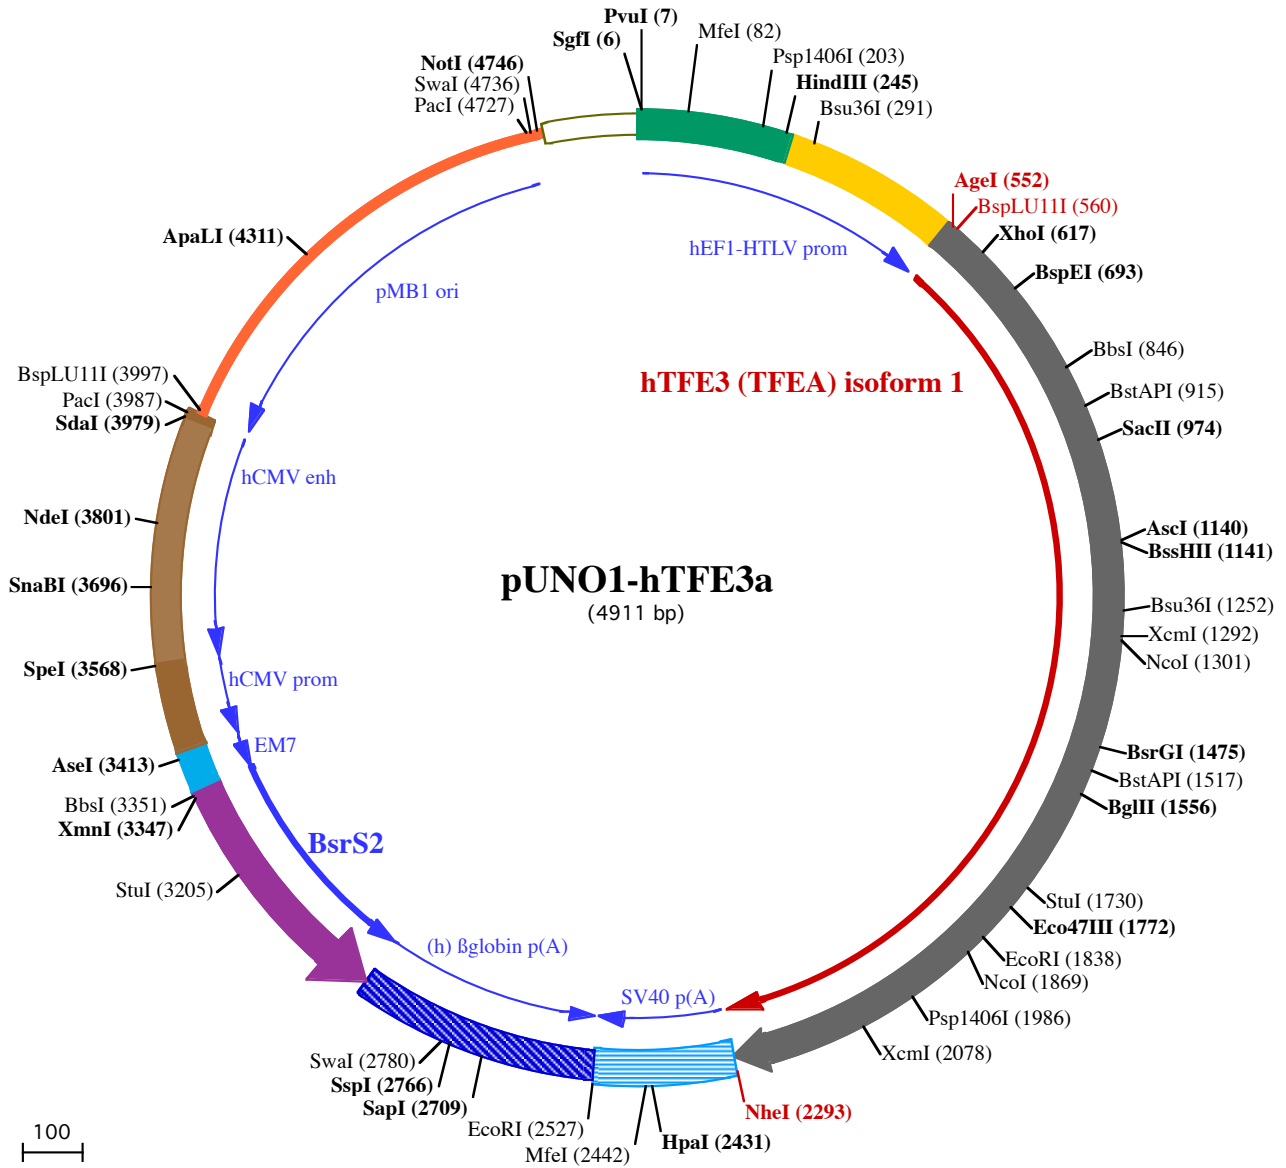 PvuI (7)
SgfI (6)
MfeI (82)
Psp1406I (203)
HindIII (245)
Bsu36I (291)
NotI (4746)
SwaI (4736)
PacI (4727)
AgeI (552)
BspLU11I (560)
XhoI (617)
BspEI (693)
ApaLI (4311)
hEF1-HTLV prom
pMB1 ori
BbsI (846)
hTFE3 (TFEA) isoform 1
BstAPI (915)
SacII (974)
BspLU11I (3997)
PacI (3987)
SdaI (3979)
hCMV enh
NdeI (3801)
AscI (1140)
BssHII (1141)
SnaBI (3696)
pUNO1-hTFE3a
(4911 bp)
Bsu36I (1252)
XcmI (1292)
NcoI (1301)
SpeI (3568)
hCMV prom
EM7
BsrGI (1475)
BstAPI (1517)
BglII (1556)
AseI (3413)
BbsI (3351)
XmnI (3347)
BsrS2
StuI (3205)
StuI (1730)
Eco47III (1772)
EcoRI (1838)
NcoI (1869)
(h) ßglobin p(A)
SV40 p(A)
Psp1406I (1986)
XcmI (2078)
SwaI (2780)
SspI (2766)
SapI (2709)
EcoRI (2527)
MfeI (2442)
HpaI (2431)
NheI (2293)
100